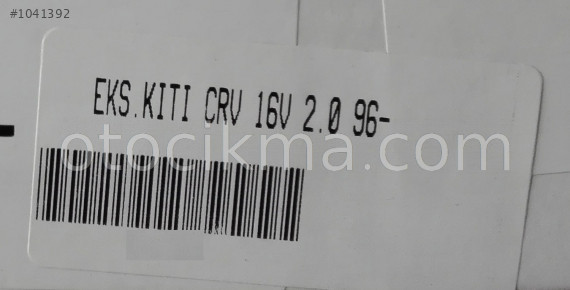 #1041392
EKS.KITI CRV 16V 2.0 96-
otocikma.com